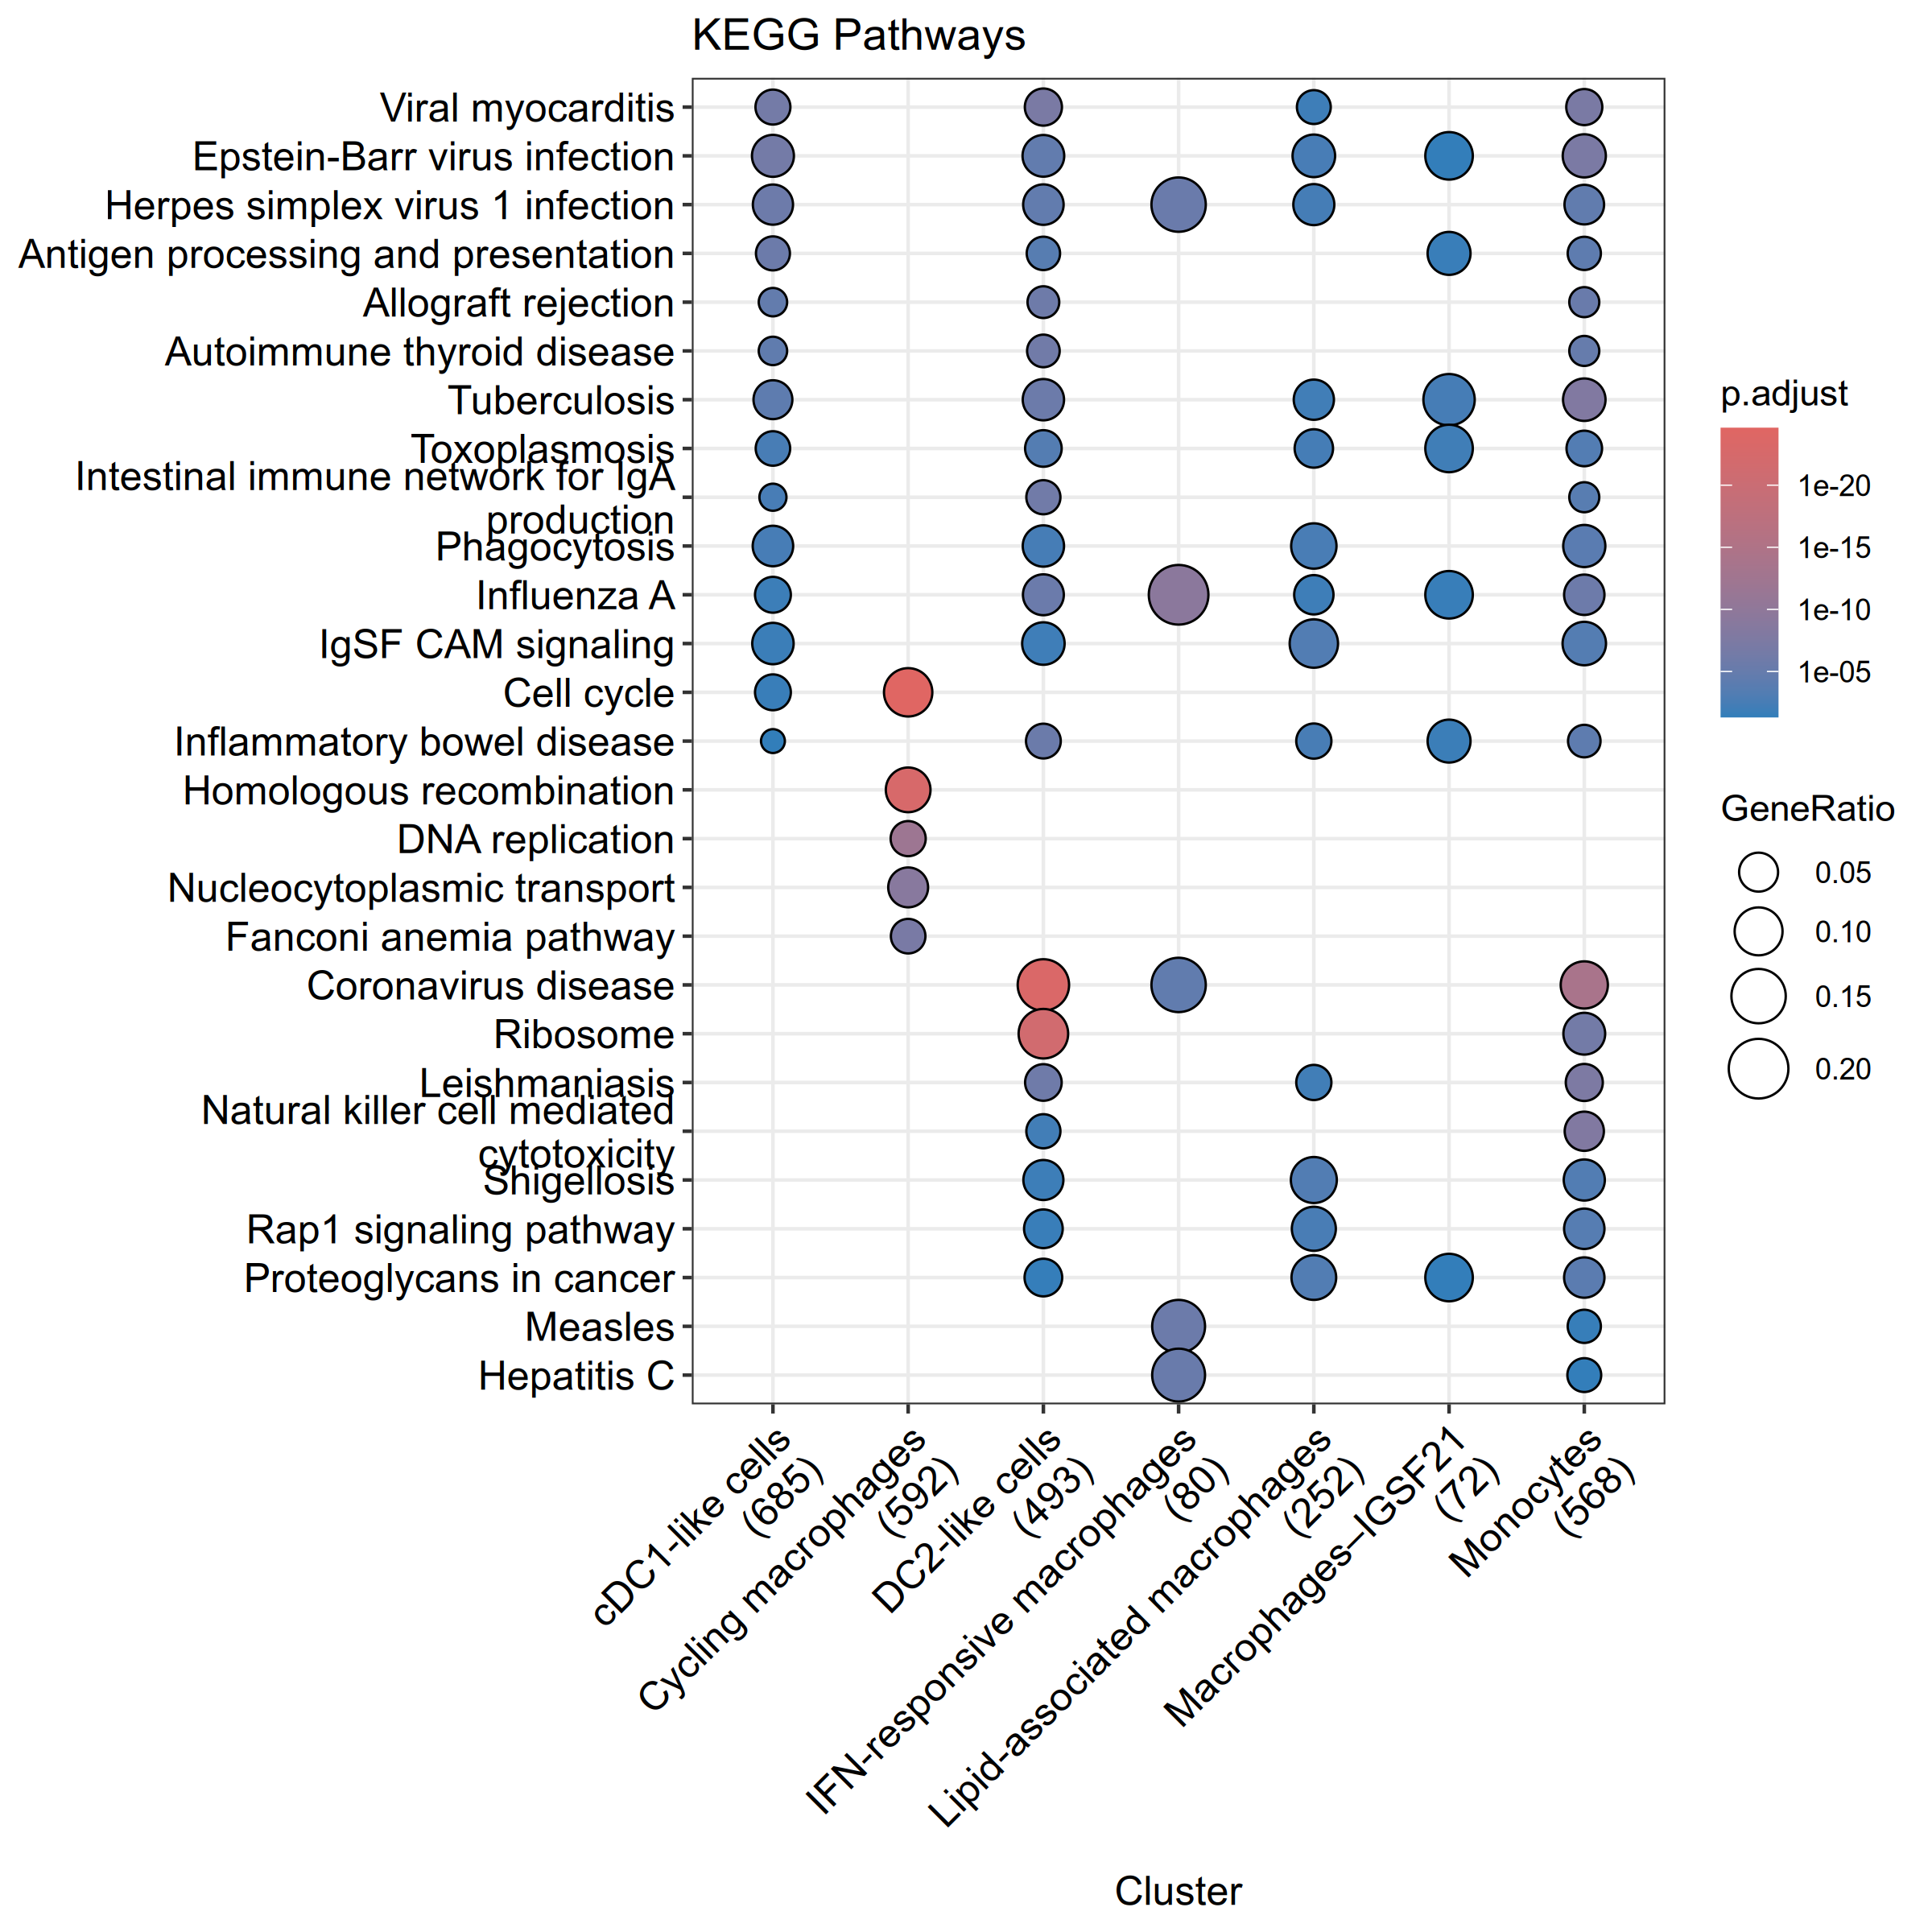 KEGG Pathways
Viral myocarditis
Epstein-Barr virus infection
Herpes simplex virus 1 infection
Antigen processing and presentation
Allograft rejection
Autoimmune thyroid disease
Tuberculosis
Toxoplasmosis
Intestinal immune network for IgA
production
Phagocytosis
Influenza A
IgSF CAM signaling
Cell cycle
Inflammatory bowel disease
Homologous recombination
DNA replication
Nucleocytoplasmic transport
Fanconi anemia pathway
Coronavirus disease
Ribosome
Leishmaniasis
Natural killer cell mediated
cytotoxicity
Shigellosis
Rap1 signaling pathway
Proteoglycans in cancer
Measles
Hepatitis C
cDC1-like cells
(685)
Cycling macrophages
(592)
DC2-like cells
(493)
IFN-responsive macrophages
(80)
Lipid-associated macrophages
(252)
Macrophages–IGSF21
(72)
Monocytes
(568)
Cluster
p.adjust
1e-20
1e-15
1e-10
1e-05
GeneRatio
0.05
0.10
0.15
0.20